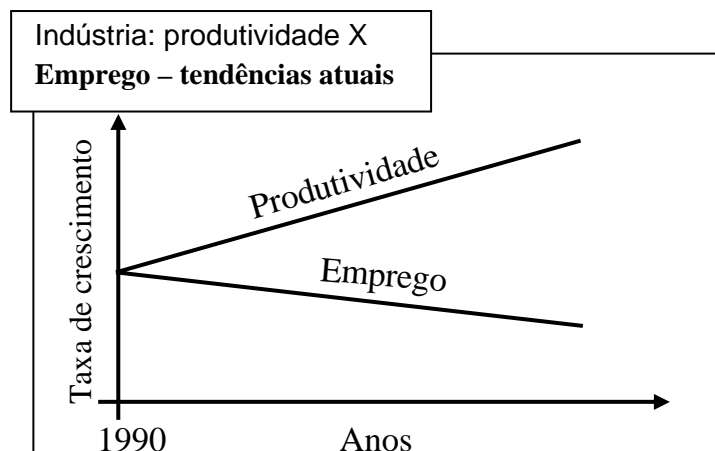 Indústria: produtividade X
Emprego – tendências atuais
Taxa de crescimento
Produtividade
Emprego
1990
Anos